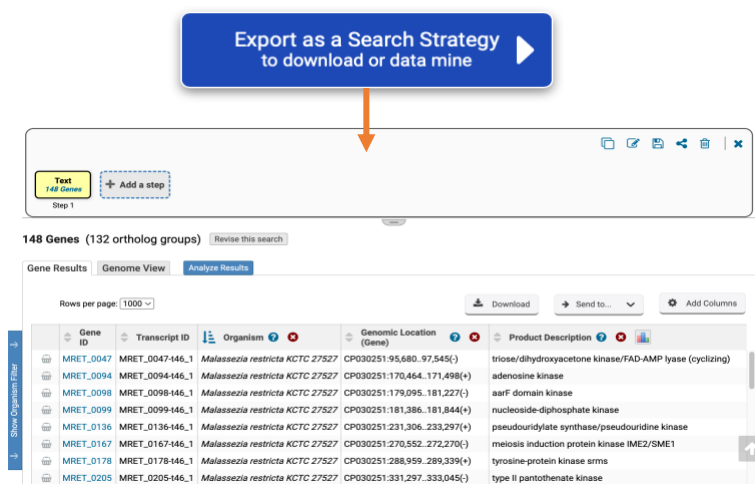 Export as a Search Strategy
to download or data mine
Text
148 Genes
+ Add a step
Step 1
148 Genes (132 ortholog groups) Revise this search
Gene Results Genome View Analyze Results
Rows per page: 1000 Download Send to... Add Columns
Gene ID Transcript ID Organism Genomic Location (Gene) Product Description
MRET_0047 MRET_0047-t46_1 Malassezia restricta KCTC 27527 CP030251:95,680..97,545(-) triose/dihydroxyacetone kinase/FAD-AMP lyase (cyclizing)
MRET_0094 MRET_0094-t46_1 Malassezia restricta KCTC 27527 CP030251:170,464..171,498(+) adenosine kinase
MRET_0098 MRET_0098-t46_1 Malassezia restricta KCTC 27527 CP030251:179,095..181,227(-) aarF domain kinase
MRET_0099 MRET_0099-t46_1 Malassezia restricta KCTC 27527 CP030251:181,386..181,844(+) nucleoside-diphosphate kinase
MRET_0136 MRET_0136-t46_1 Malassezia restricta KCTC 27527 CP030251:231,306..233,297(+) pseudouridylate synthase/pseudouridine kinase
MRET_0167 MRET_0167-t46_1 Malassezia restricta KCTC 27527 CP030251:270,552..272,270(-) meiosis induction protein kinase IME2/SME1
MRET_0178 MRET_0178-t46_1 Malassezia restricta KCTC 27527 CP030251:288,959..289,339(+) tyrosine-protein kinase srms
MRET_0205 MRET_0205-t46_1 Malassezia restricta KCTC 27527 CP030251:331,297..333,045(-) type II pantothenate kinase
Show Organism Filter